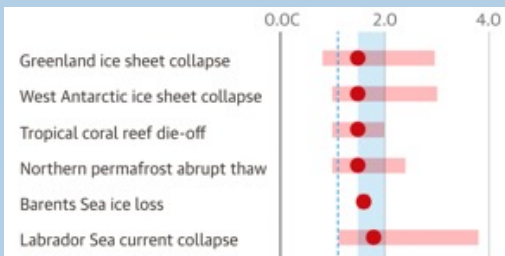 0.0C 2.0 4.0
Greenland ice sheet collapse
West Antarctic ice sheet collapse
Tropical coral reef die-off
Northern permafrost abrupt thaw
Barents Sea ice loss
Labrador Sea current collapse